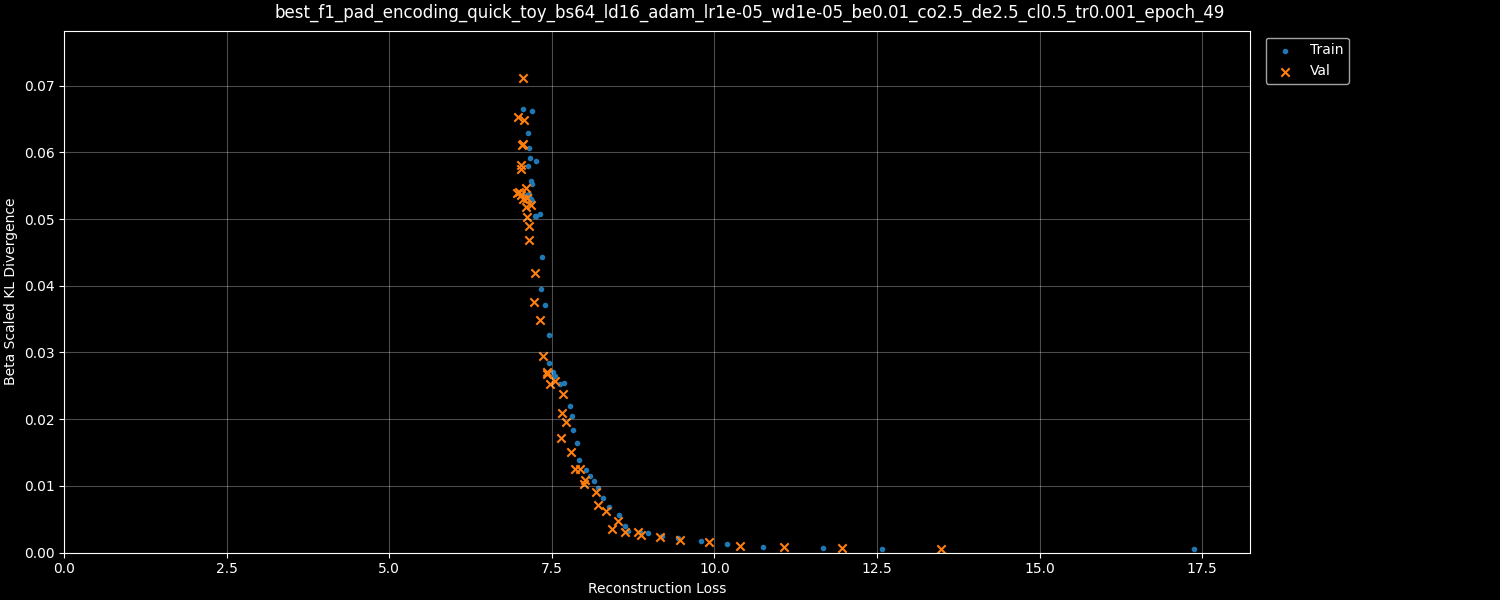 best_f1_pad_encoding_quick_toy_bs64_ld16_adam_lr1e-05_wd1e-05_be0.01_co2.5_de2.5_cl0.5_tr0.001_epoch_49
Train
Val
0.07
0.06
0.05
0.04
0.03
0.02
0.01
0.00
Beta Scaled KL Divergence
0.0 2.5 5.0 7.5 10.0 12.5 15.0 17.5
Reconstruction Loss